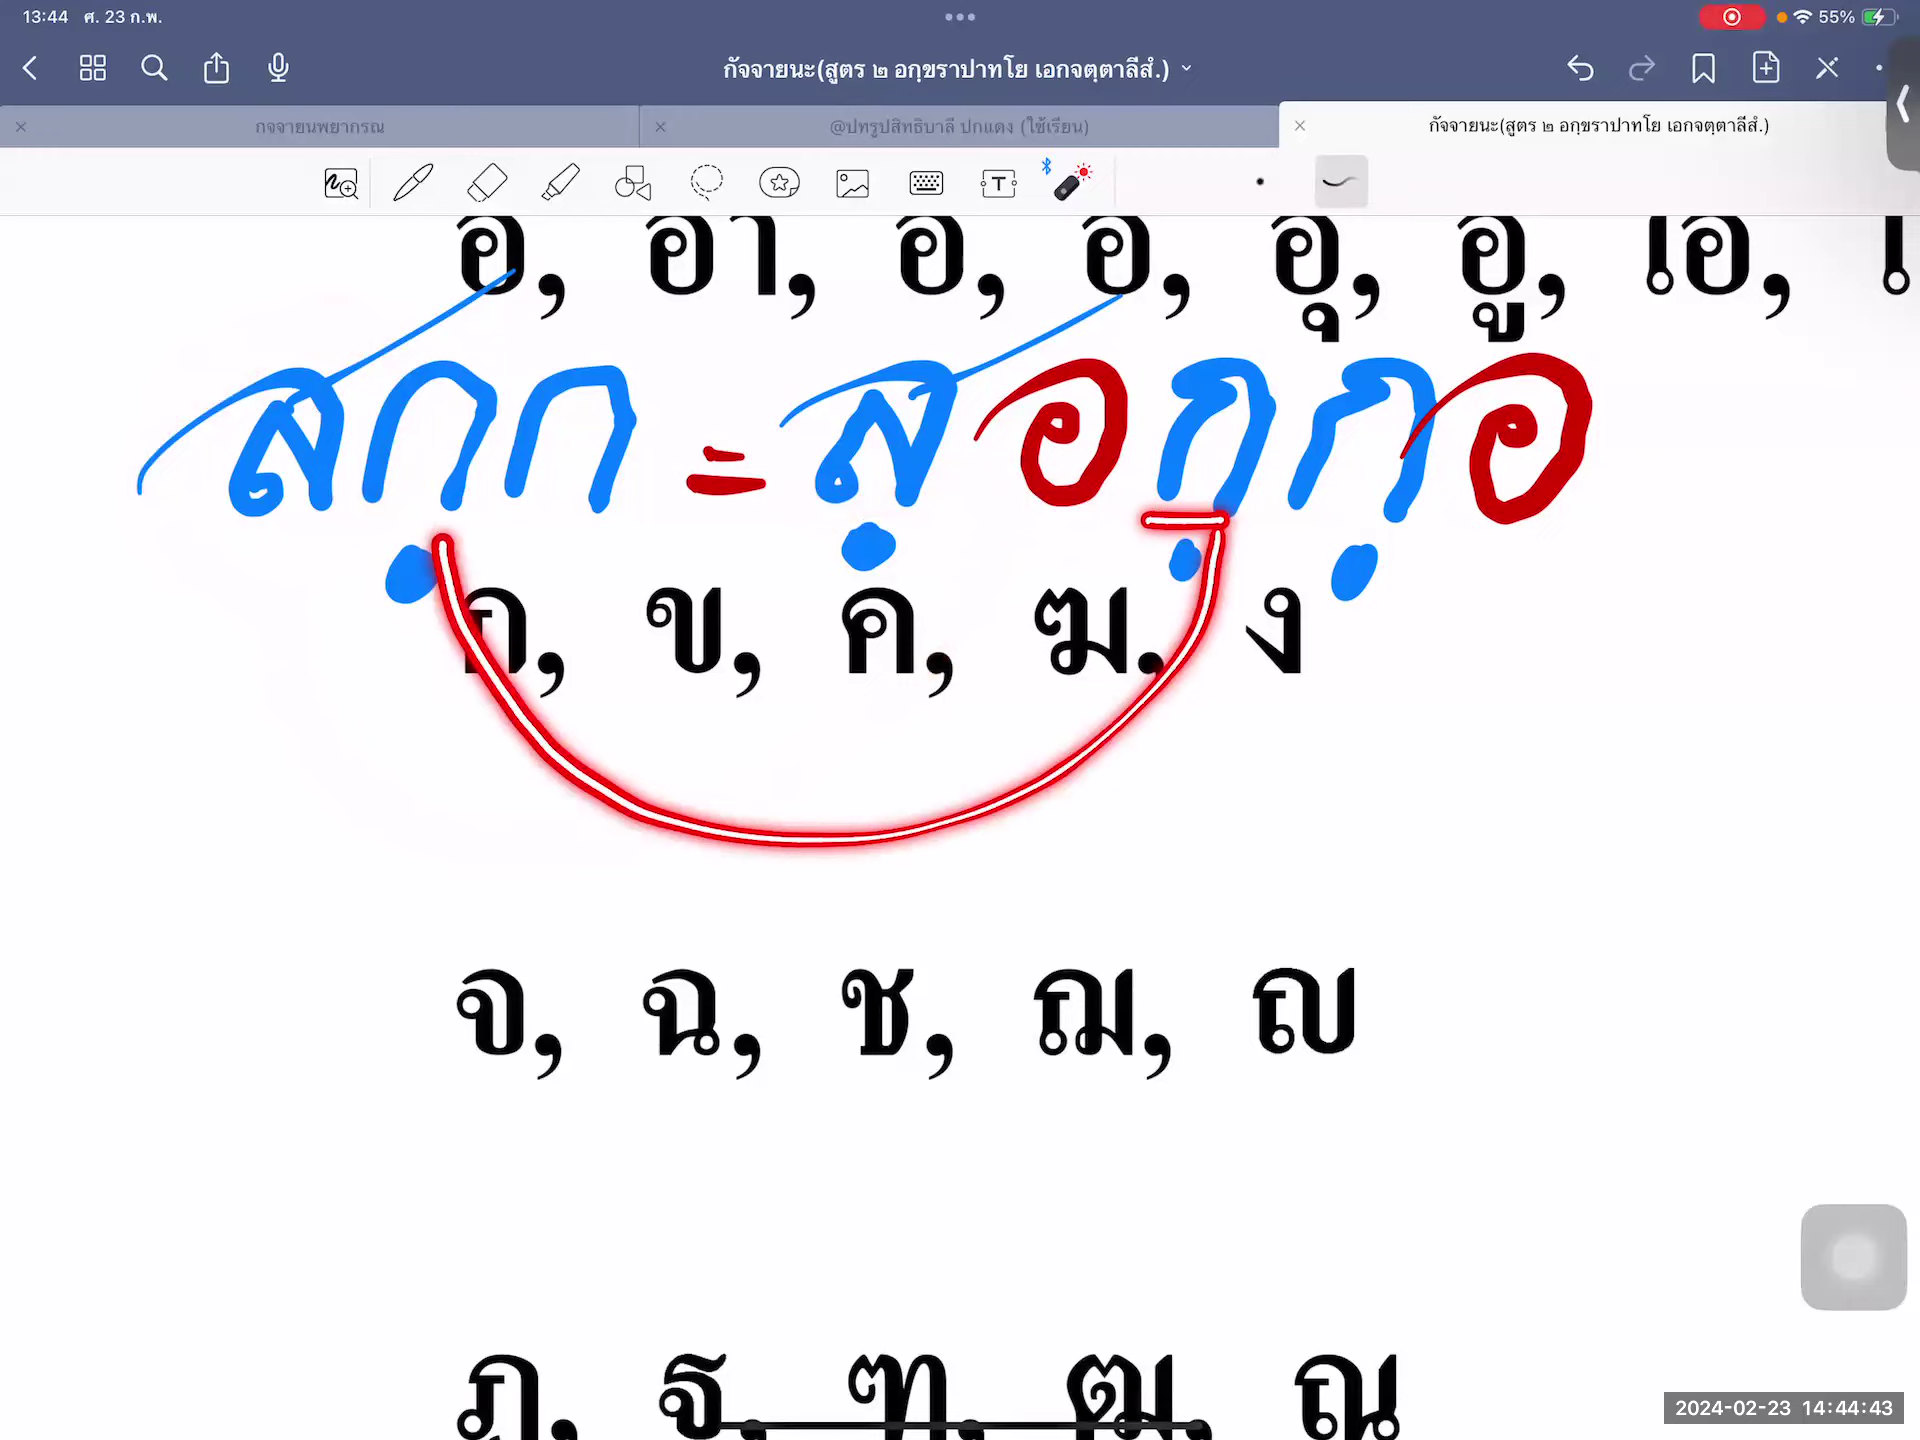 13:44 ศ. 23 ก.พ.
55%
กัจจายนะ(สูตร ๒ อกฺขราปาทโย เอกจตฺตาลีสํ.)
กจจายนพยากรณ
@ปทรูปสิทธิบาลี ปกแดง (ใช้เรียน)
กัจจายนะ(สูตร ๒ อกฺขราปาทโย เอกจตฺตาลีสํ.)
อ, อา, อ, อ, อุ, อู, เอ,
สกฺก = สฺ อ กฺ กฺ อ
ก, ข, ค, ฆ, ง
จ, ฉ, ช, ฌ, ญ
ฏ, ฐ, ฑ, ฒ, ณ
2024-02-23 14:44:43